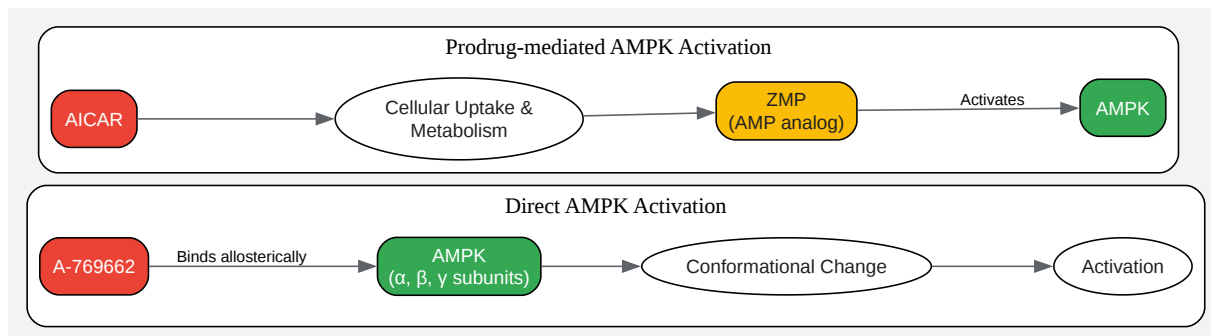 Prodrug-mediated AMPK Activation
AICAR
Cellular Uptake &
Metabolism
ZMP
(AMP analog)
Activates
AMPK
Direct AMPK Activation
A-769662
Binds allosterically
AMPK
(α, β, γ subunits)
Conformational Change
Activation